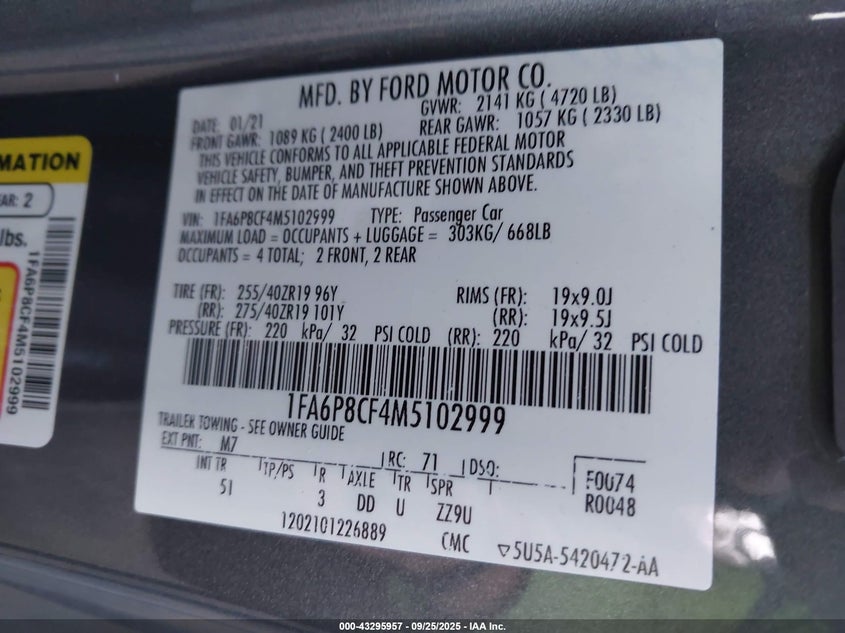 MATION
AR: 2
lbs.
1FA6P8CF4M5102999
MFD. BY FORD MOTOR CO.
DATE: 01/21 GVWR: 2141 KG ( 4720 LB)
FRONT GAWR: 1089 KG ( 2400 LB) REAR GAWR: 1057 KG ( 2330 LB)
THIS VEHICLE CONFORMS TO ALL APPLICABLE FEDERAL MOTOR
VEHICLE SAFETY, BUMPER, AND THEFT PREVENTION STANDARDS
IN EFFECT ON THE DATE OF MANUFACTURE SHOWN ABOVE.
VIN: 1FA6P8CF4M5102999 TYPE: Passenger Car
MAXIMUM LOAD = OCCUPANTS + LUGGAGE = 303KG/ 668LB
OCCUPANTS = 4 TOTAL; 2 FRONT, 2 REAR
TIRE (FR): 255/40ZR19 96Y RIMS (FR): 19x9.0J
(RR): 275/40ZR19 101Y (RR): 19x9.5J
PRESSURE (FR): 220 kPa/ 32 PSI COLD (RR): 220 kPa/ 32 PSI COLD
1FA6P8CF4M5102999
TRAILER TOWING - SEE OWNER GUIDE
EXT PNT: M7 RC: 71 DSO: F0074
INT TR TP/PS R AXLE TR SPR R0048
5I 3 DD U ZZ9U
1202101226889 CMC ▽5U5A-5420472-AA
000-43295957 - 09/25/2025 - IAA Inc.